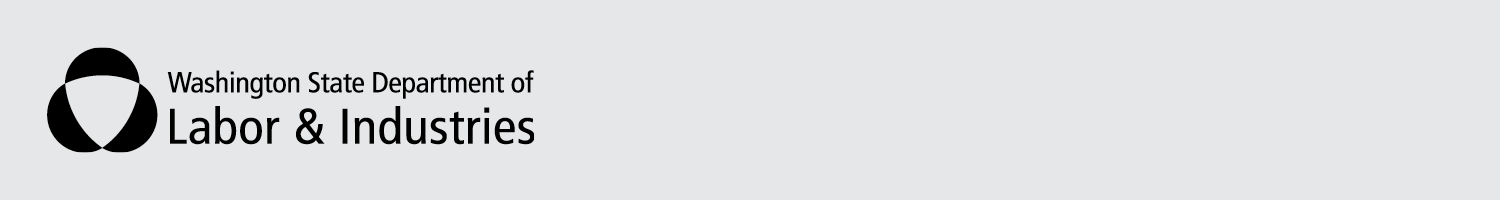 Washington State Department of
Labor & Industries